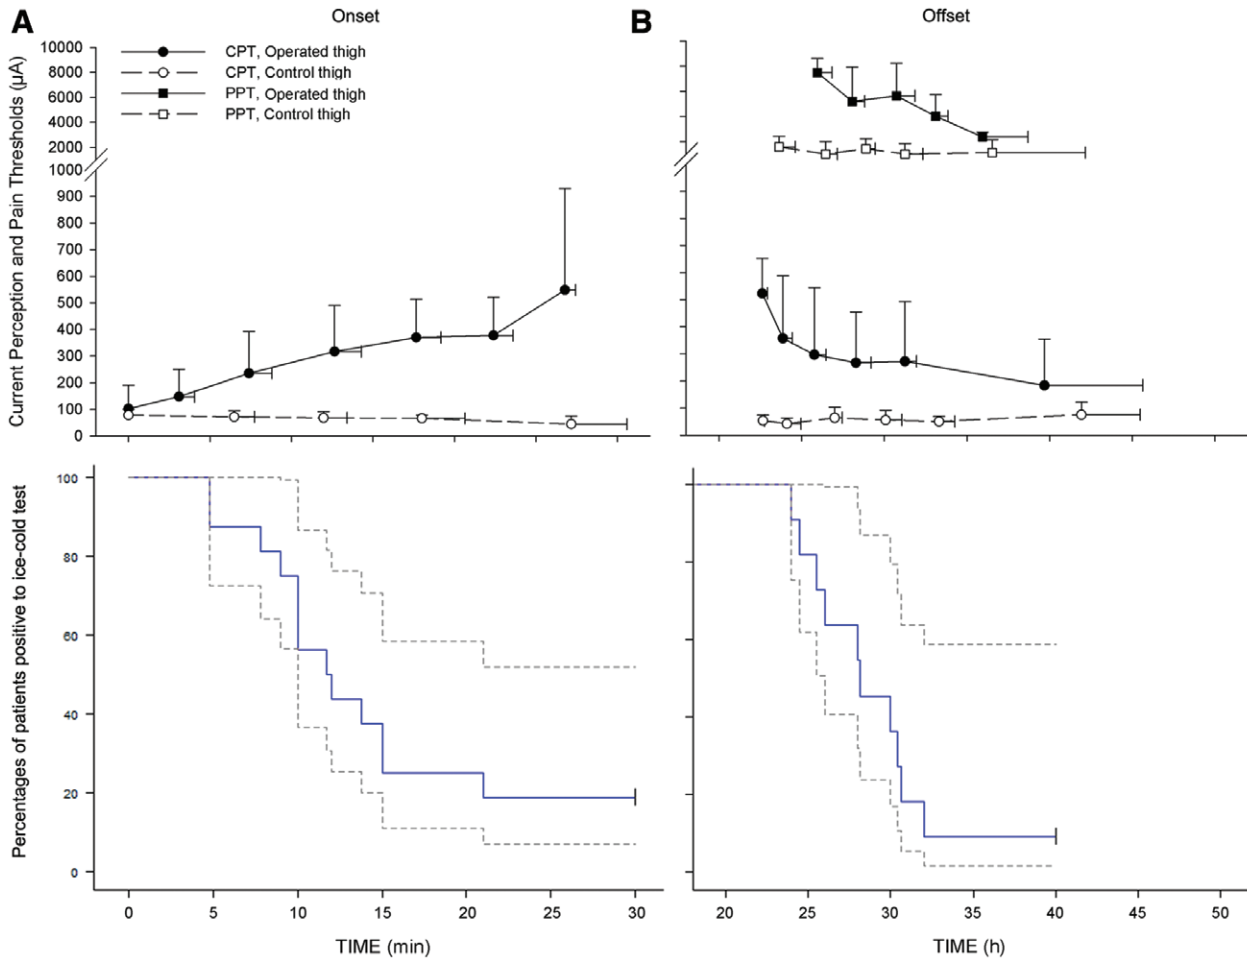 A
Onset
B
Offset
Current Perception and Pain Thresholds (µA)
10000
8000
6000
4000
2000
1000
900
800
700
600
500
400
300
200
100
0
CPT, Operated thigh
CPT, Control thigh
PPT, Operated thigh
PPT, Control thigh
Percentages of patients positive to ice-cold test
100
80
60
40
20
0
0 5 10 15 20 25 30
TIME (min)
20 25 30 35 40 45 50
TIME (h)